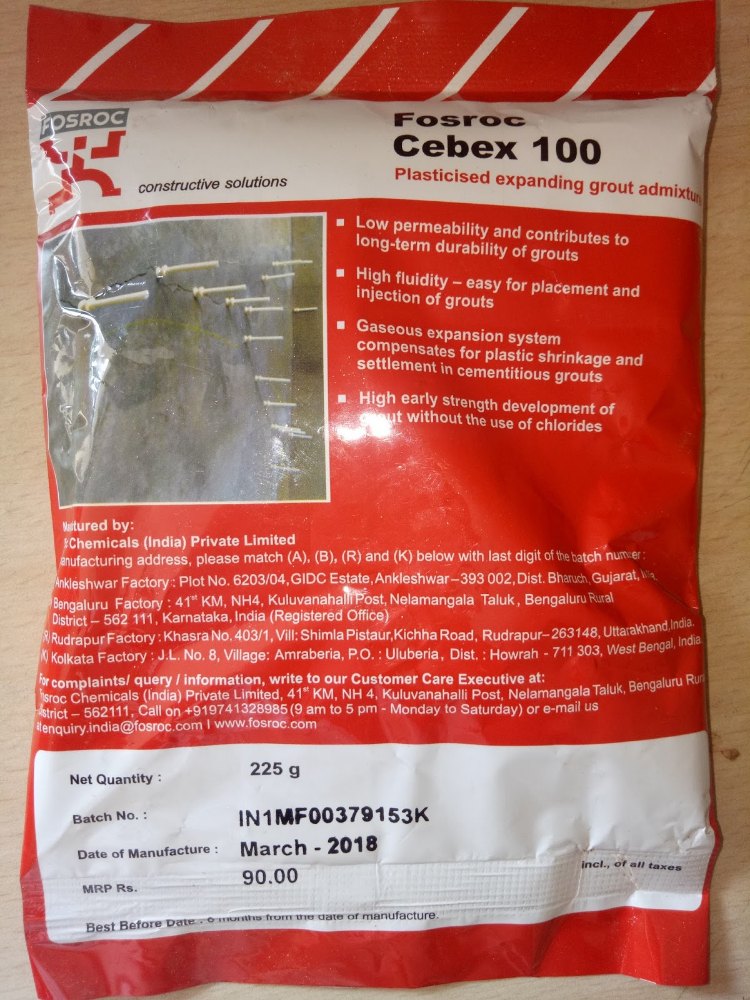 FOSROC
constructive solutions
Fosroc
Cebex 100
Plasticised expanding grout admixtur
Low permeability and contributes to
long-term durability of grouts
High fluidity – easy for placement and
injection of grouts
Gaseous expansion system
compensates for plastic shrinkage and
settlement in cementitious grouts
High early strength development of
without the use of chlorides
tured by:
Chemicals (India) Private Limited
anufacturing address, please match (A), (B), (R) and (K) below with last digit of the batch number:
Ankleshwar Factory : Plot No. 6203/04, GIDC Estate, Ankleshwar – 393 002, Dist. Bharuch, Gujarat,
Bengaluru Factory : 41st KM, NH4, Kuluvanahalli Post, Nelamangala Taluk , Bengaluru Rural
District – 562 111, Karnataka, India (Registered Office)
(R) Rudrapur Factory : Khasra No. 403/1, Vill: Shimla Pistaur, Kichha Road, Rudrapur– 263148, Uttarakhand, India.
K) Kolkata Factory : J.L. No. 8, Village: Amraberia, P.O. : Uluberia, Dist. : Howrah - 711 303, West Bengal, India
For complaints/ query / information, write to our Customer Care Executive at:
Fosroc Chemicals (India) Private Limited, 41st KM, NH 4, Kuluvanahalli Post, Nelamangala Taluk, Bengaluru Rur
istrict – 562111, Call on +919741328985 (9 am to 5 pm - Monday to Saturday) or e-mail us
at enquiry.india@fosroc.com I www.fosroc.com
Net Quantity : 225 g
Batch No. : IN1MF00379153K
Date of Manufacture : March - 2018
MRP Rs. 90.00 incl., of all taxes
Best Before Date : 6 months from the date of manufacture.